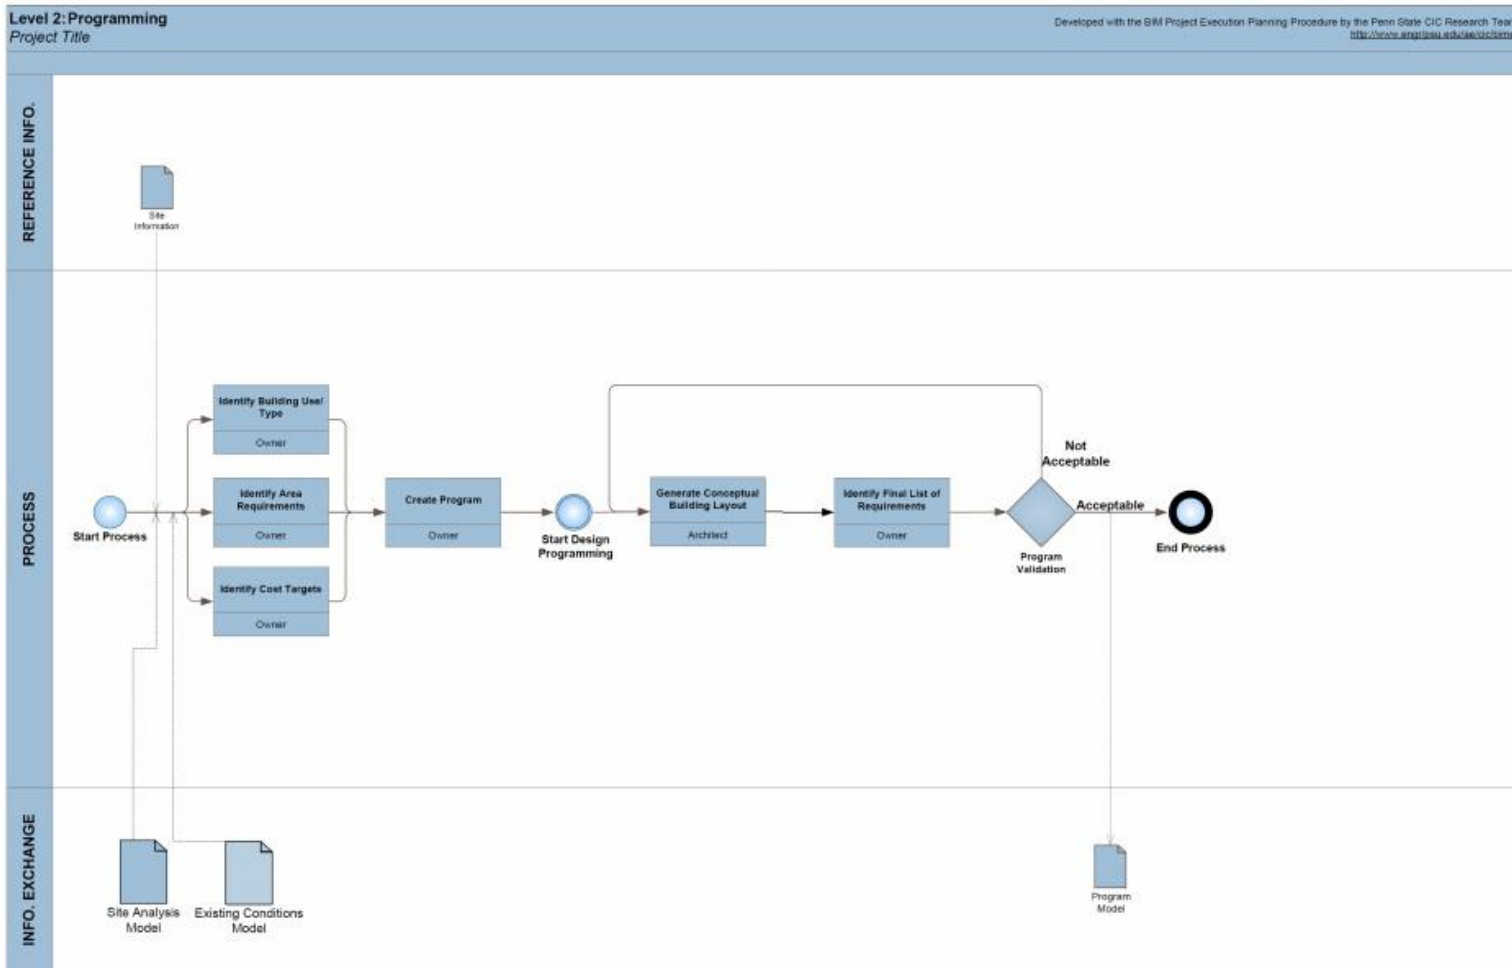 Level 2:Programming
Project Title
Developed with the BIM Project Execution Planning Procedure by the Penn State CIC Research Team
REFERENCE INFO.
Site
Information
PROCESS
Start Process
Identify Building Use/
Type
Owner
Identify Area
Requirements
Owner
Identify Cost Targets
Owner
Create Program
Owner
Start Design
Programming
Generate Conceptual
Building Layout
Architect
Identify Final List of
Requirements
Owner
Not
Acceptable
Acceptable
Program
Validation
End Process
INFO. EXCHANGE
Site Analysis
Model
Existing Conditions
Model
Program
Model